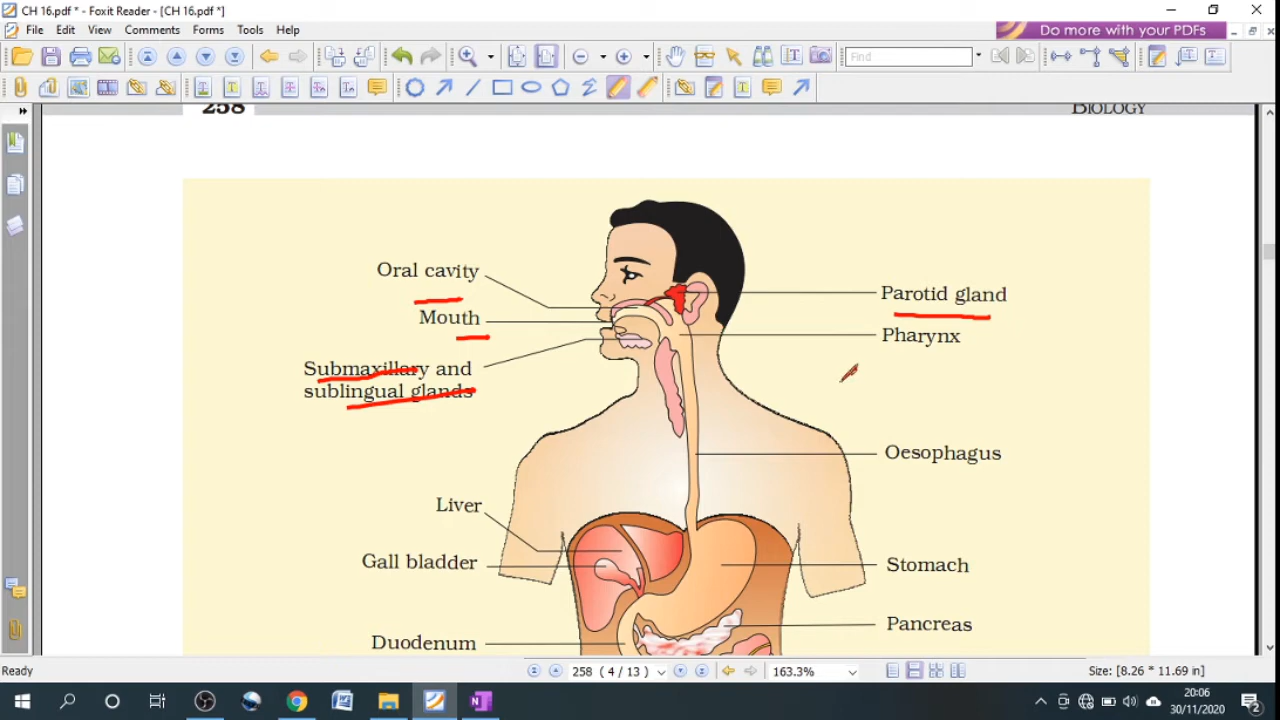 CH 16.pdf * - Foxit Reader - [CH 16.pdf *]
File Edit View Comments Forms Tools Help
Do more with your PDFs
Find
258 BIOLOGY
Oral cavity
Mouth
Submaxillary and
sublingual glands
Parotid gland
Pharynx
Oesophagus
Liver
Gall bladder
Stomach
Pancreas
Duodenum
Ready
258 ( 4 / 13 )
163.3%
Size: [8.26 * 11.69 in]
20:06
30/11/2020
2